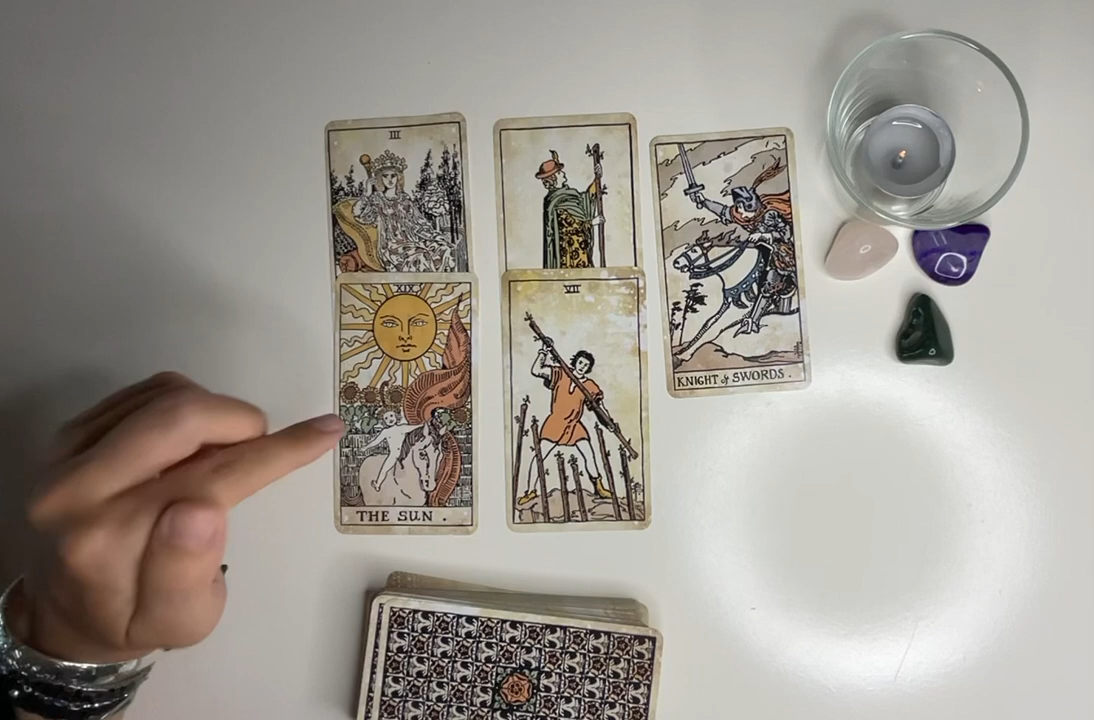 III
XIX.
VII
KNIGHT of SWORDS .
THE SUN .